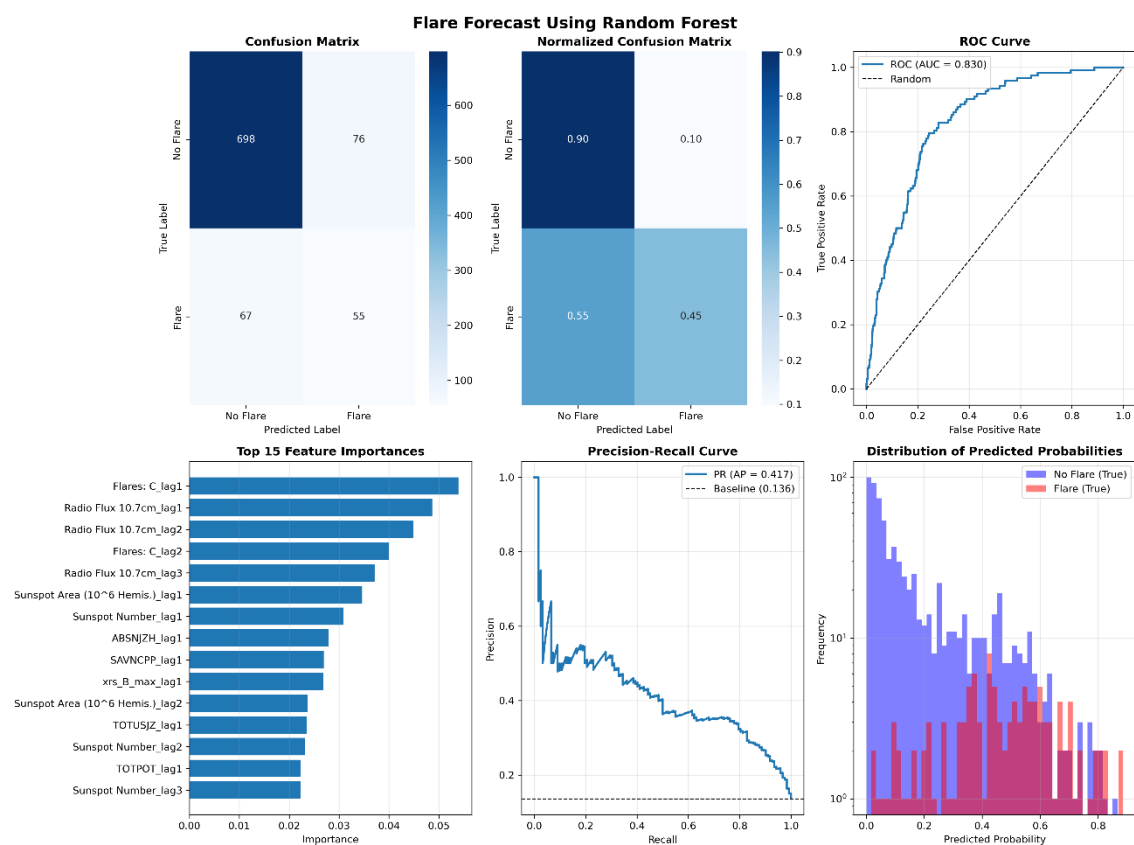 Flare Forecast Using Random Forest
Confusion Matrix
No Flare
Flare
True Label
698
76
67
55
No Flare
Flare
Predicted Label
700
600
500
400
300
200
100
Normalized Confusion Matrix
No Flare
Flare
True Label
0.90
0.10
0.55
0.45
No Flare
Flare
Predicted Label
0.9
0.8
0.7
0.6
0.5
0.4
0.3
0.2
0.1
ROC Curve
ROC (AUC = 0.830)
Random
True Positive Rate
1.0
0.8
0.6
0.4
0.2
0.0
0.0
0.2
0.4
0.6
0.8
1.0
False Positive Rate
Top 15 Feature Importances
Flares: C_lag1
Radio Flux 10.7cm_lag1
Radio Flux 10.7cm_lag2
Flares: C_lag2
Radio Flux 10.7cm_lag3
Sunspot Area (10^6 Hemis.)_lag1
Sunspot Number_lag1
ABSNJZH_lag1
SAVNCPP_lag1
xrs_B_max_lag1
Sunspot Area (10^6 Hemis.)_lag2
TOTUSJZ_lag1
Sunspot Number_lag2
TOTPOT_lag1
Sunspot Number_lag3
0.00
0.01
0.02
0.03
0.04
0.05
Importance
Precision-Recall Curve
PR (AP = 0.417)
Baseline (0.136)
Precision
1.0
0.8
0.6
0.4
0.2
0.0
0.2
0.4
0.6
0.8
1.0
Recall
Distribution of Predicted Probabilities
No Flare (True)
Flare (True)
Frequency
10²
10¹
10⁰
0.0
0.2
0.4
0.6
0.8
Predicted Probability